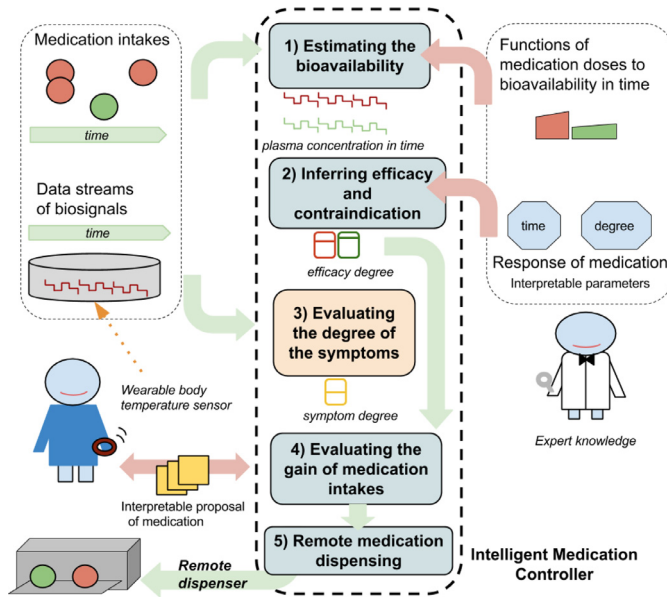 Medication intakes
time
Data streams
of biosignals
time
Wearable body
temperature sensor
1) Estimating the
bioavailability
plasma concentration in time
2) Inferring efficacy
and
contraindication
efficacy degree
3) Evaluating
the degree of
the symptoms
symptom degree
4) Evaluating the
gain of medication
intakes
5) Remote medication
dispensing
Functions of
medication doses to
bioavailability in time
time
degree
Response of medication
Interpretable parameters
Expert knowledge
Interpretable proposal
of medication
Remote
dispenser
Intelligent Medication
Controller